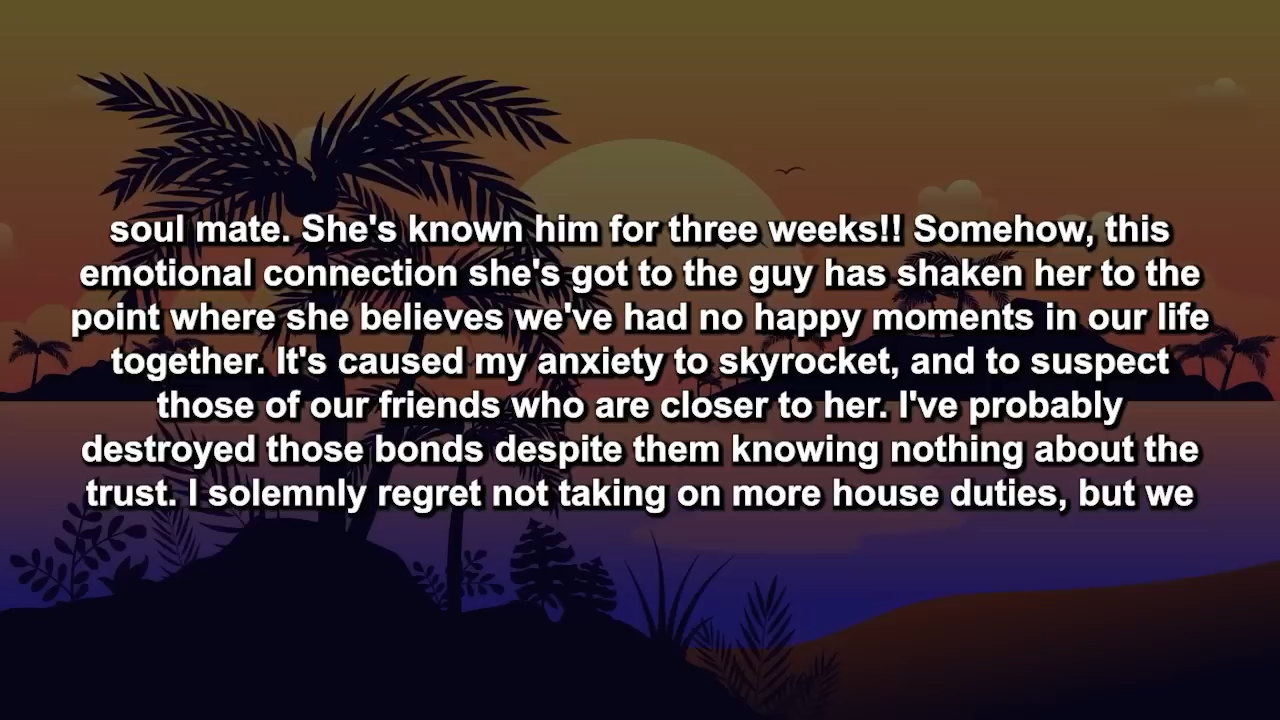 soul mate. She's known him for three weeks!! Somehow, this
emotional connection she's got to the guy has shaken her to the
point where she believes we've had no happy moments in our life
together. It's caused my anxiety to skyrocket, and to suspect
those of our friends who are closer to her. I've probably
destroyed those bonds despite them knowing nothing about the
trust. I solemnly regret not taking on more house duties, but we